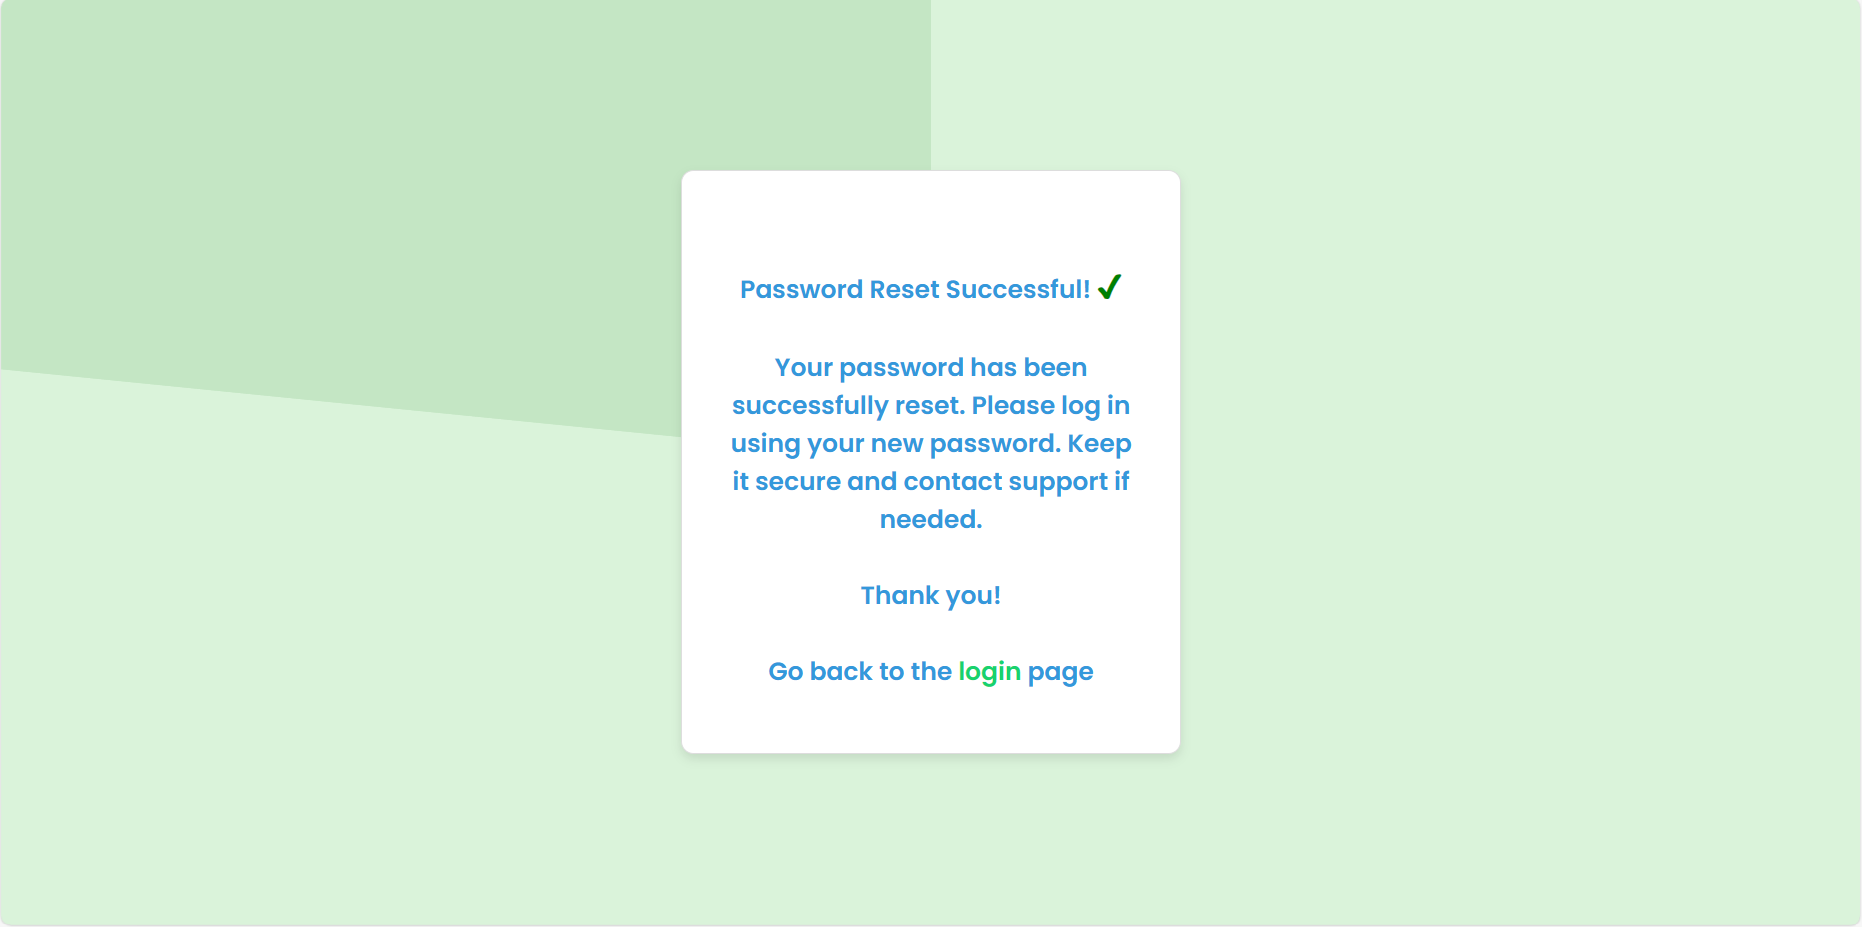 Password Reset Successful! ✔
Your password has been
successfully reset. Please log in
using your new password. Keep
it secure and contact support if
needed.
Thank you!
Go back to the login page